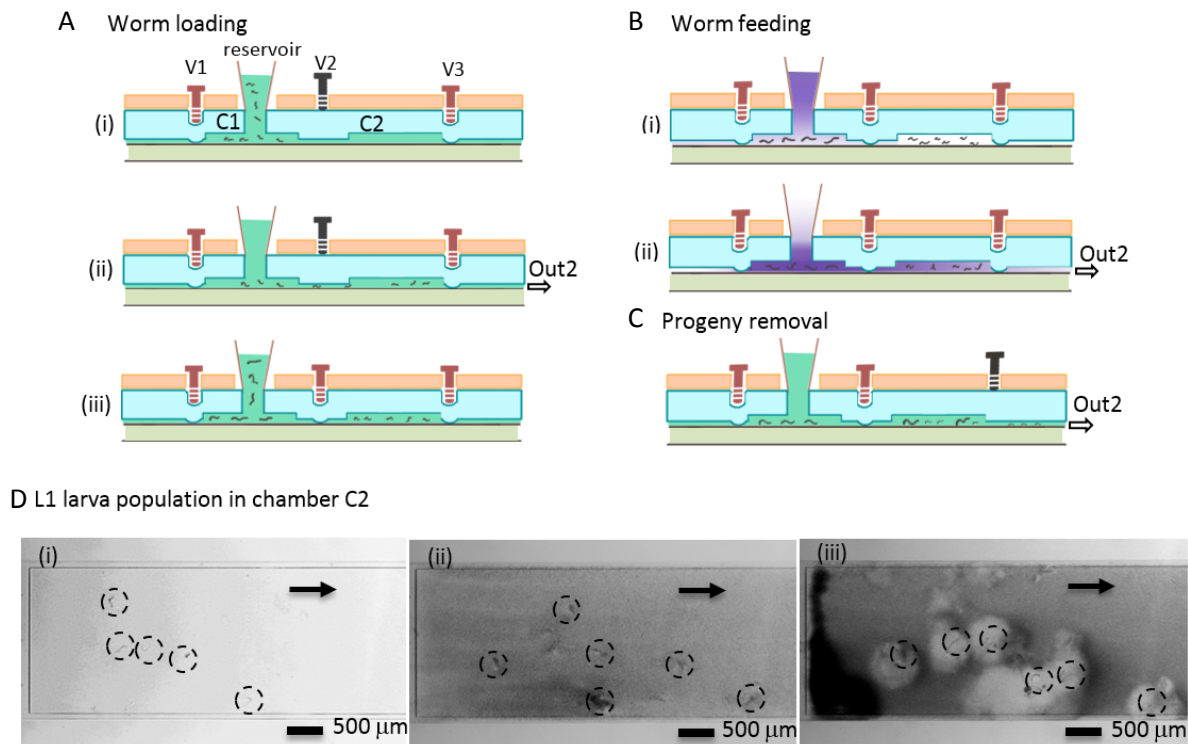 A Worm loading
reservoir
V1 V2 V3
C1 C2
(i)
(ii)
Out2
(iii)
B Worm feeding
(i)
(ii)
Out2
C Progeny removal
Out2
D L1 larva population in chamber C2
(i) (ii) (iii)
500 µm 500 µm 500 µm